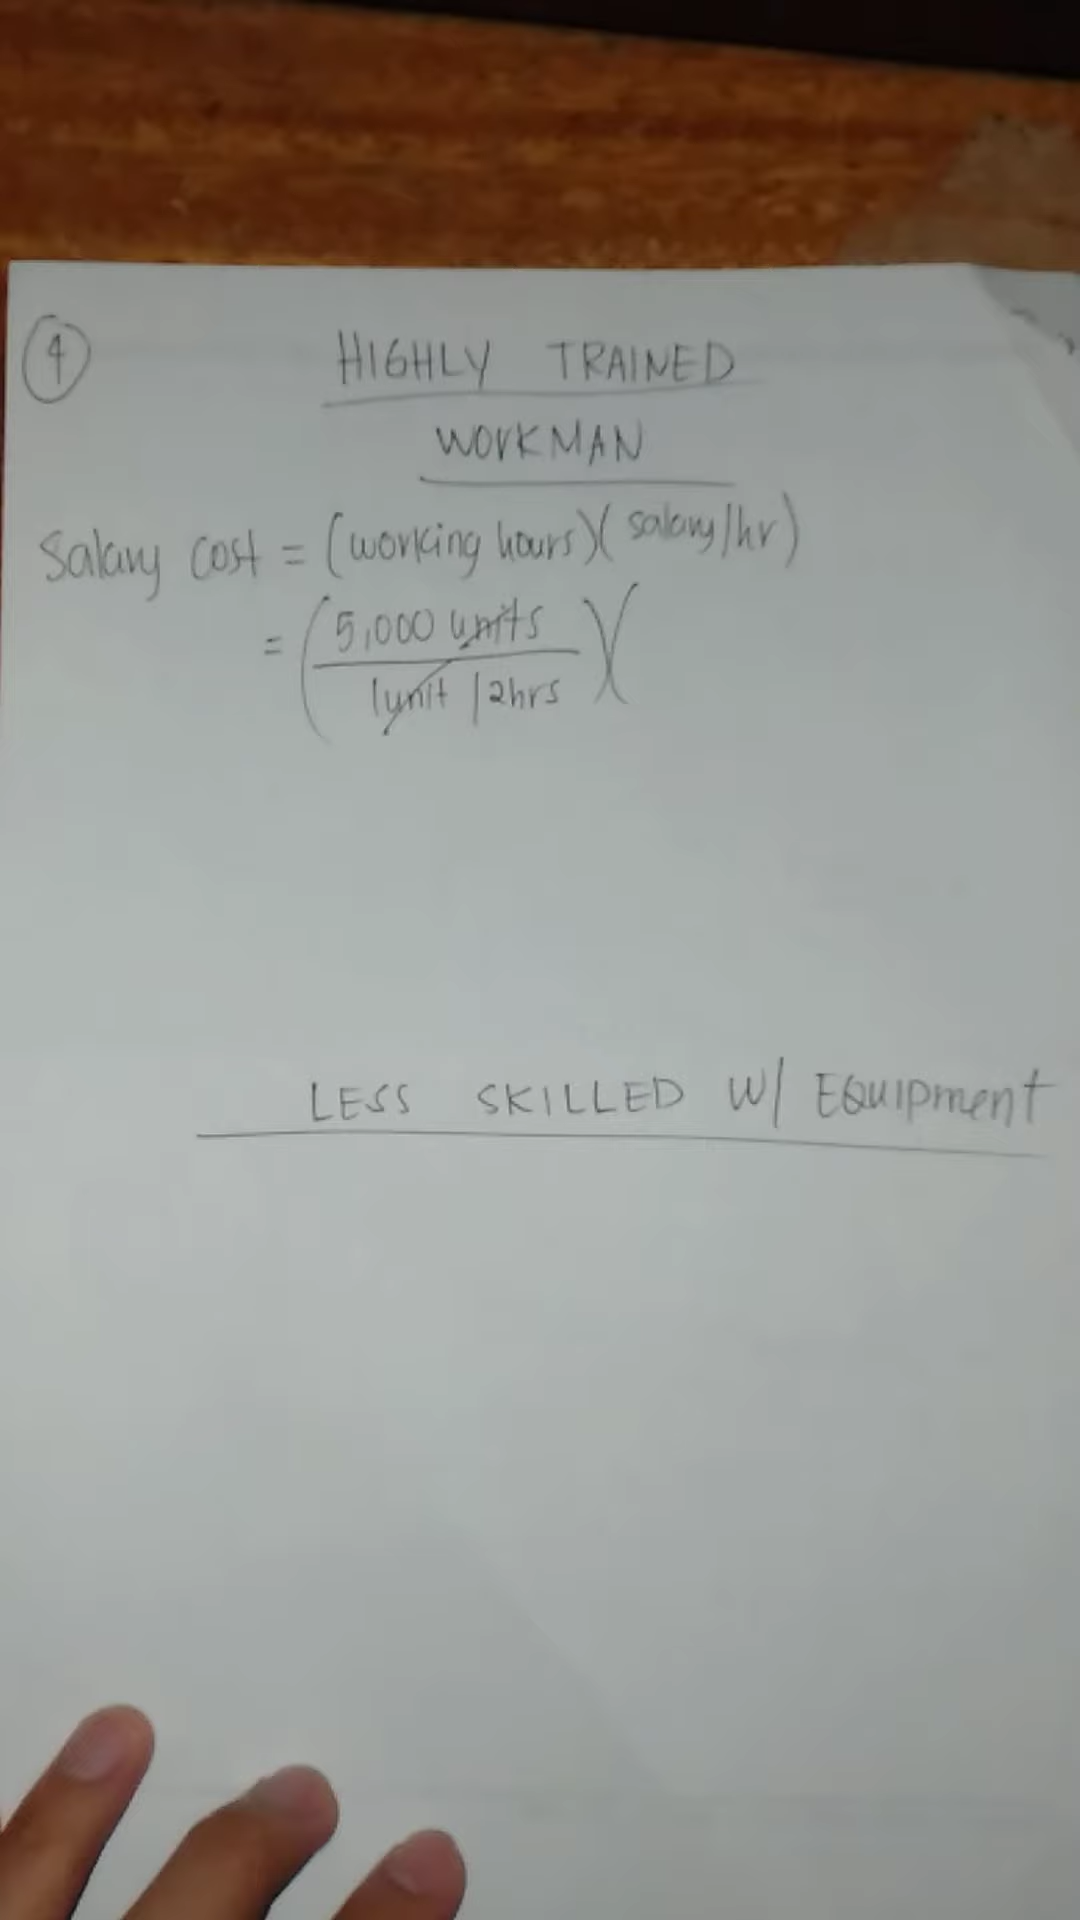 4
HIGHLY TRAINED
WORKMAN
Salary cost = (working hours)(salary/hr)
= (5,000 units
1 unit / 2hrs)(
LESS SKILLED W/ EQUIPMENT